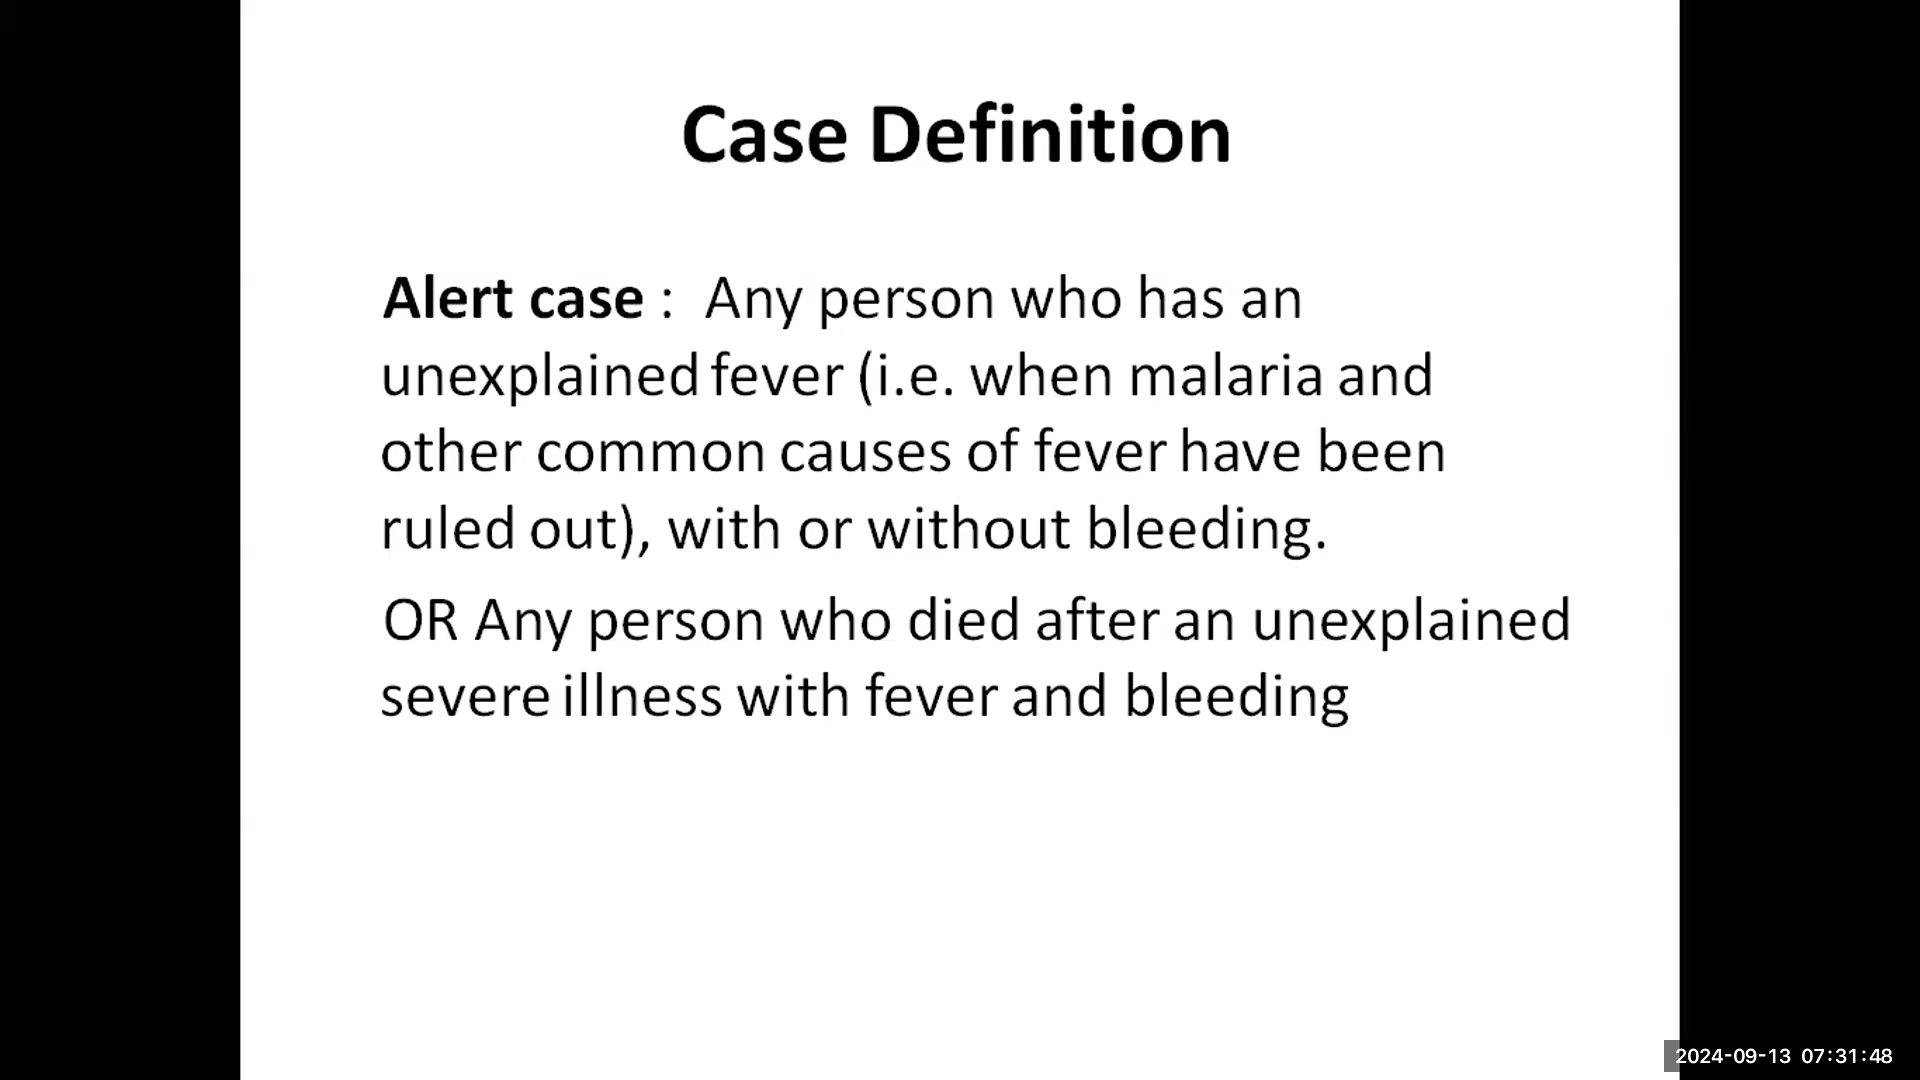 Case Definition
Alert case :  Any person who has an
unexplained fever (i.e. when malaria and
other common causes of fever have been
ruled out), with or without bleeding.
OR Any person who died after an unexplained
severe illness with fever and bleeding
2024-09-13 07:31:48